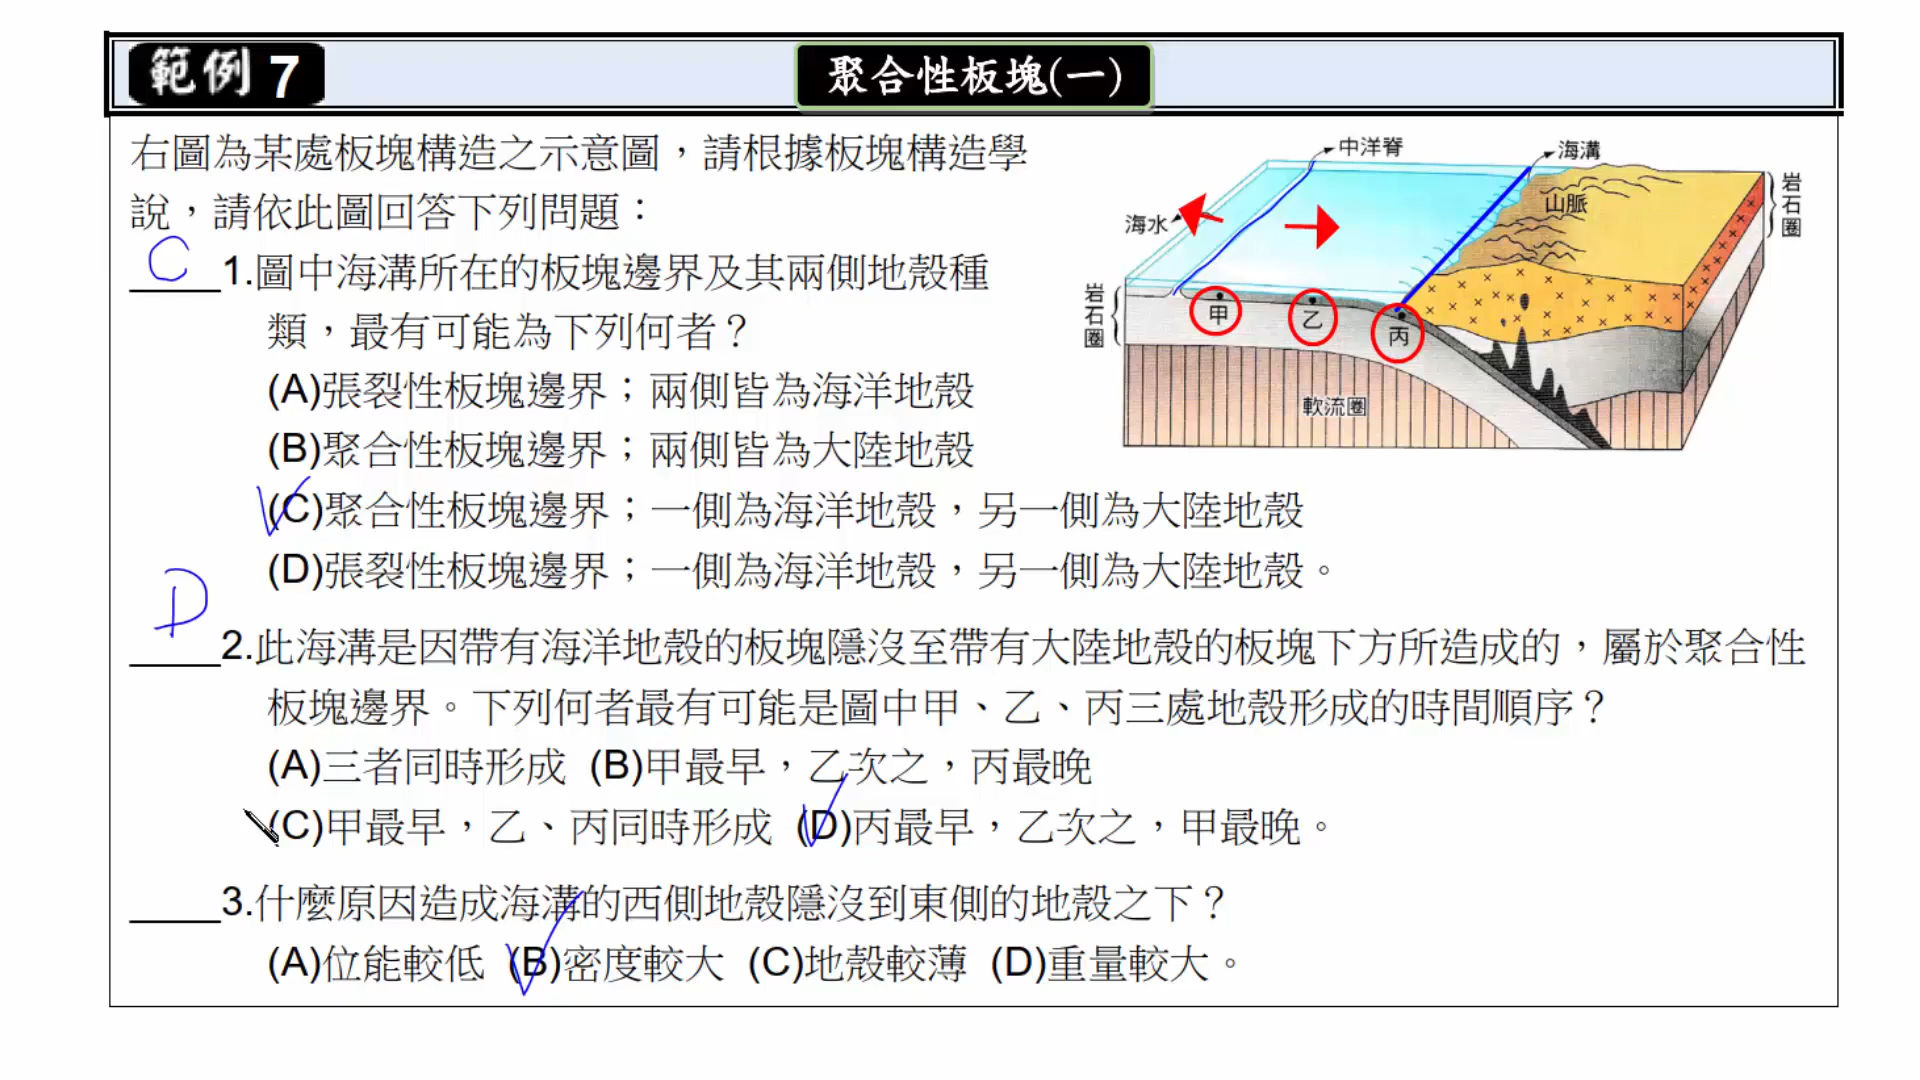 範例 7
聚合性板塊(一)
右圖為某處板塊構造之示意圖，請根據板塊構造學
說，請依此圖回答下列問題：
C
____1.圖中海溝所在的板塊邊界及其兩側地殼種
類，最有可能為下列何者？
(A)張裂性板塊邊界；兩側皆為海洋地殼
(B)聚合性板塊邊界；兩側皆為大陸地殼
(C)聚合性板塊邊界；一側為海洋地殼，另一側為大陸地殼
(D)張裂性板塊邊界；一側為海洋地殼，另一側為大陸地殼。
中洋脊
海溝
海水
山脈
岩石圈
岩石圈
甲
乙
丙
軟流圈
D
____2.此海溝是因帶有海洋地殼的板塊隱沒至帶有大陸地殼的板塊下方所造成的，屬於聚合性
板塊邊界。下列何者最有可能是圖中甲、乙、丙三處地殼形成的時間順序？
(A)三者同時形成 (B)甲最早，乙次之，丙最晚
(C)甲最早，乙、丙同時形成 (D)丙最早，乙次之，甲最晚。
____3.什麼原因造成海溝的西側地殼隱沒到東側的地殼之下？
(A)位能較低 (B)密度較大 (C)地殼較薄 (D)重量較大。